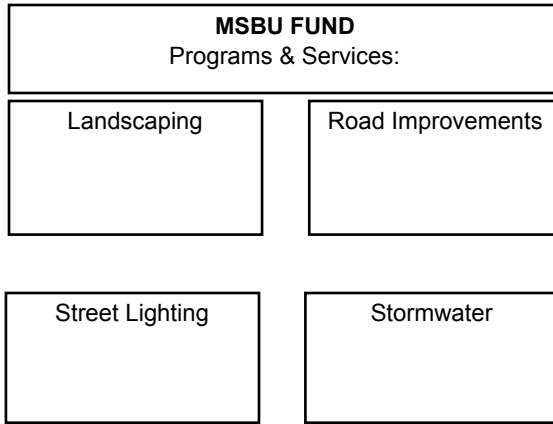 MSBU FUND
Programs & Services:
Landscaping
Road Improvements
Street Lighting
Stormwater